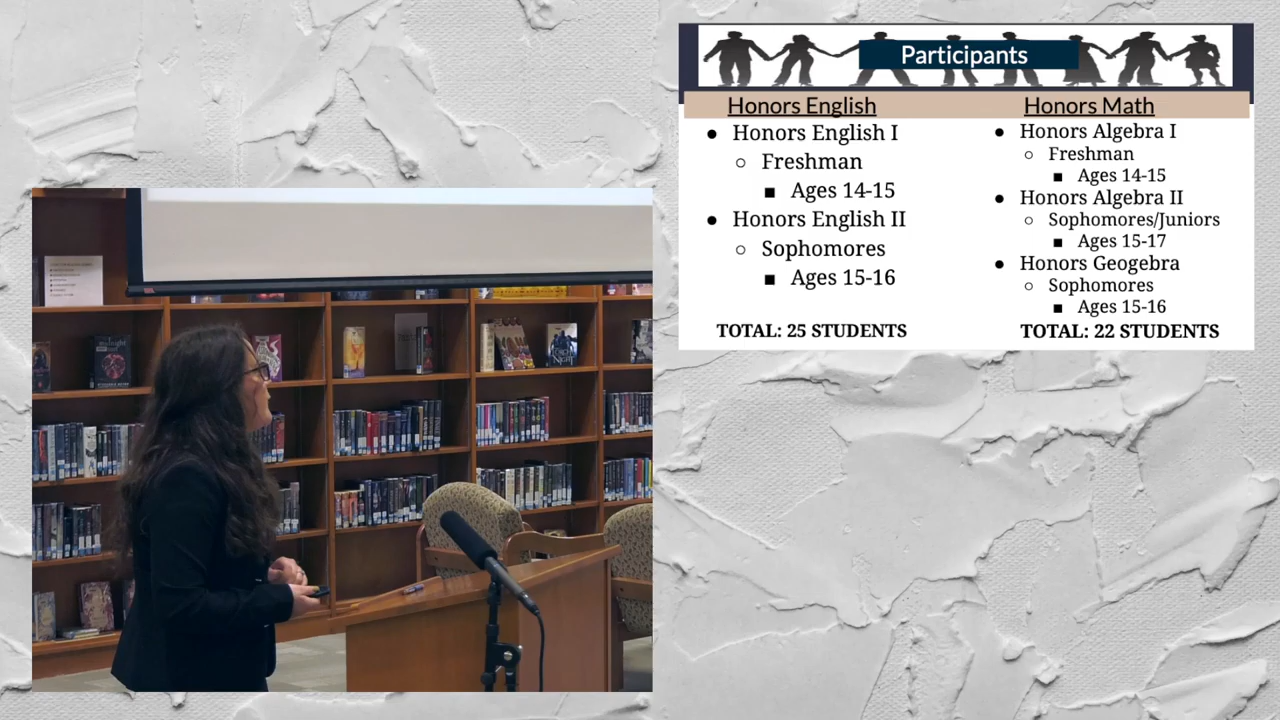 Participants
Honors English
● Honors English I
○ Freshman
■ Ages 14-15
● Honors English II
○ Sophomores
■ Ages 15-16
TOTAL: 25 STUDENTS
Honors Math
● Honors Algebra I
○ Freshman
■ Ages 14-15
● Honors Algebra II
○ Sophomores/Juniors
■ Ages 15-17
● Honors Geogebra
○ Sophomores
■ Ages 15-16
TOTAL: 22 STUDENTS